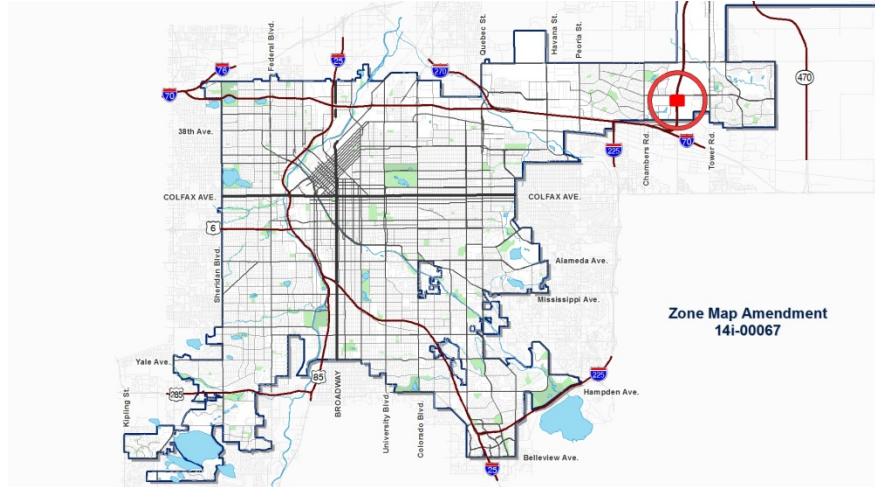 Federal Blvd.
Quebec St.
Havana St.
Peoria St.
76
25
270
70
470
38th Ave.
225
Chambers Rd.
70
Tower Rd.
COLFAX AVE.
COLFAX AVE.
6
Sheridan Blvd.
Alameda Ave.
Mississippi Ave.
Zone Map Amendment
14i-00067
Yale Ave.
85
225
285
Hampden Ave.
Kipling St.
BROADWAY
University Blvd.
Colorado Blvd.
Belleview Ave.
25